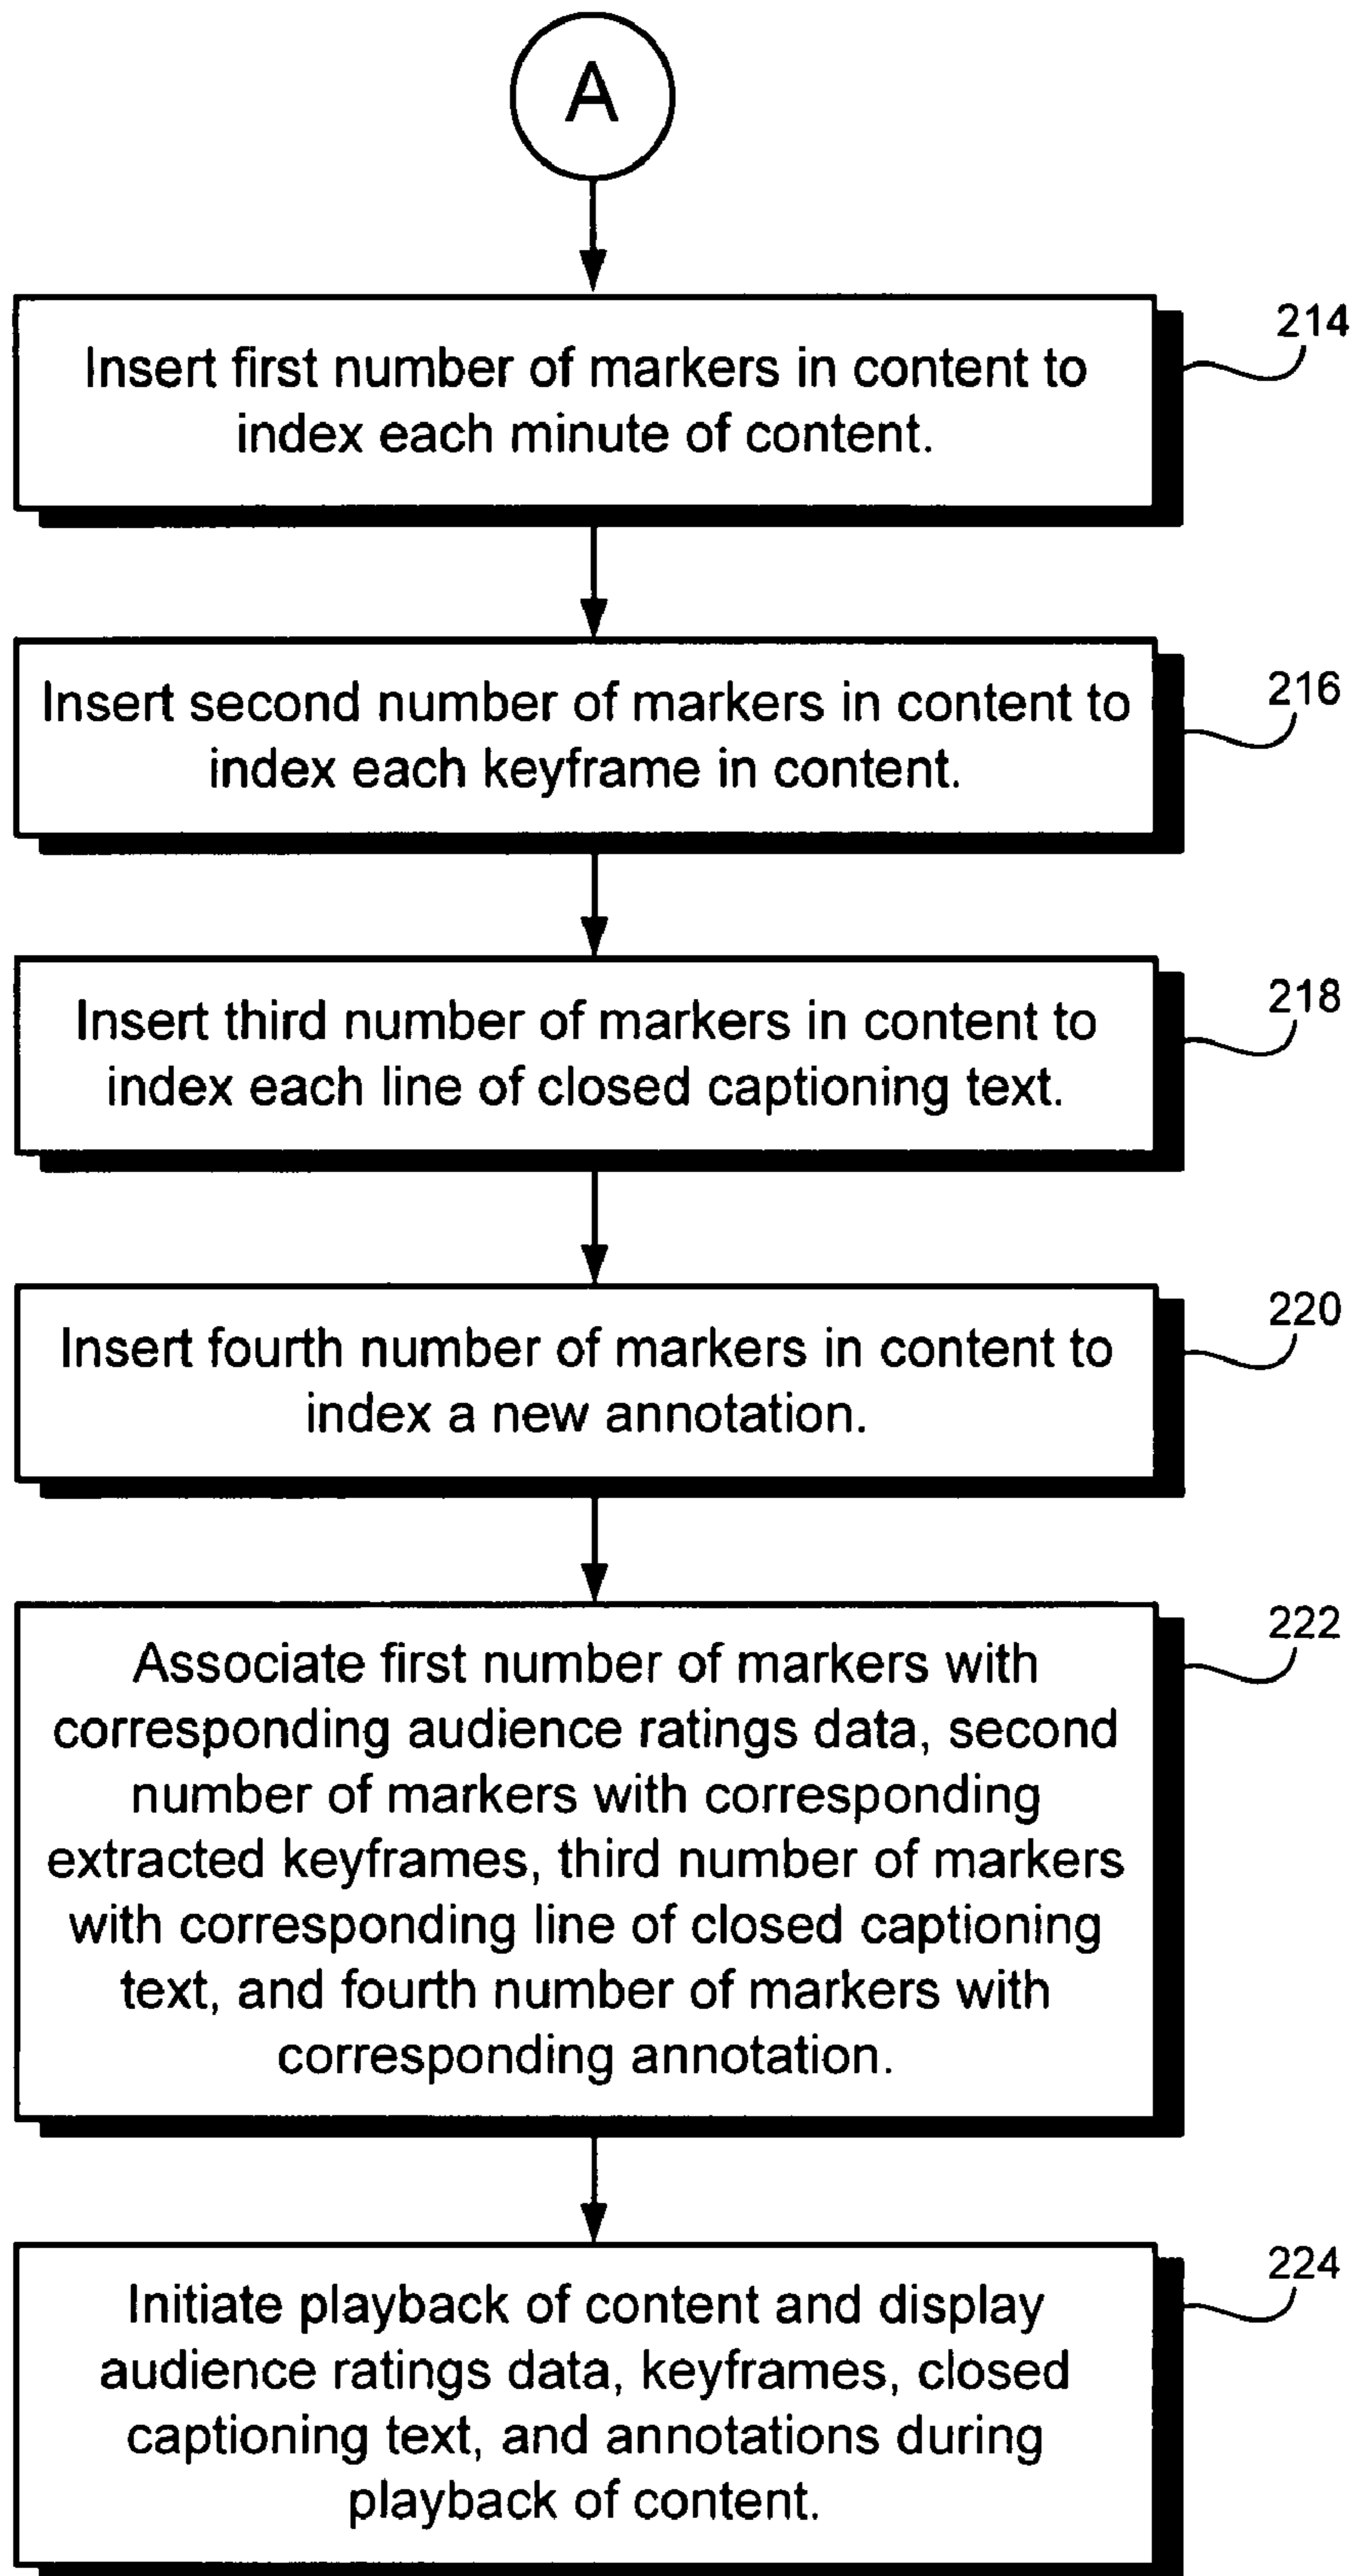 A
Insert first number of markers in content to
index each minute of content.
214
Insert second number of markers in content to
index each keyframe in content.
216
Insert third number of markers in content to
index each line of closed captioning text.
218
Insert fourth number of markers in content to
index a new annotation.
220
Associate first number of markers with
corresponding audience ratings data, second
number of markers with corresponding
extracted keyframes, third number of markers
with corresponding line of closed captioning
text, and fourth number of markers with
corresponding annotation.
222
Initiate playback of content and display
audience ratings data, keyframes, closed
captioning text, and annotations during
playback of content.
224